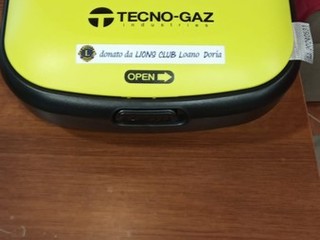 TECNO-GAZ
industries
donato da LIONS CLUB Loano Doria
OPEN